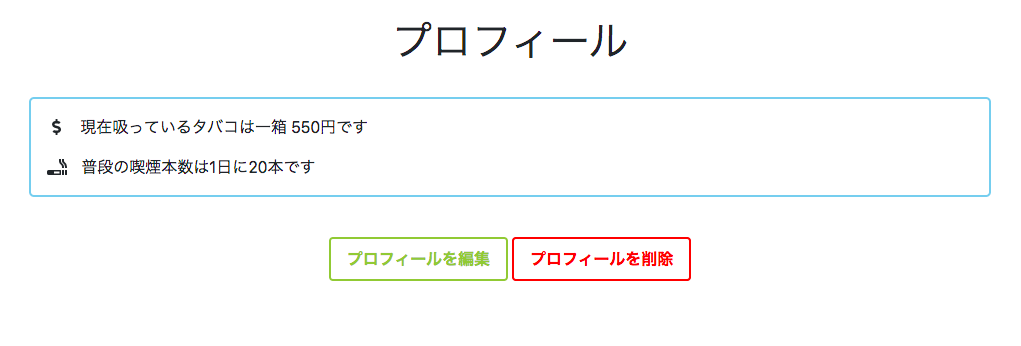 プロフィール
現在吸っているタバコは一箱 550円です
普段の喫煙本数は1日に20本です
プロフィールを編集 プロフィールを削除